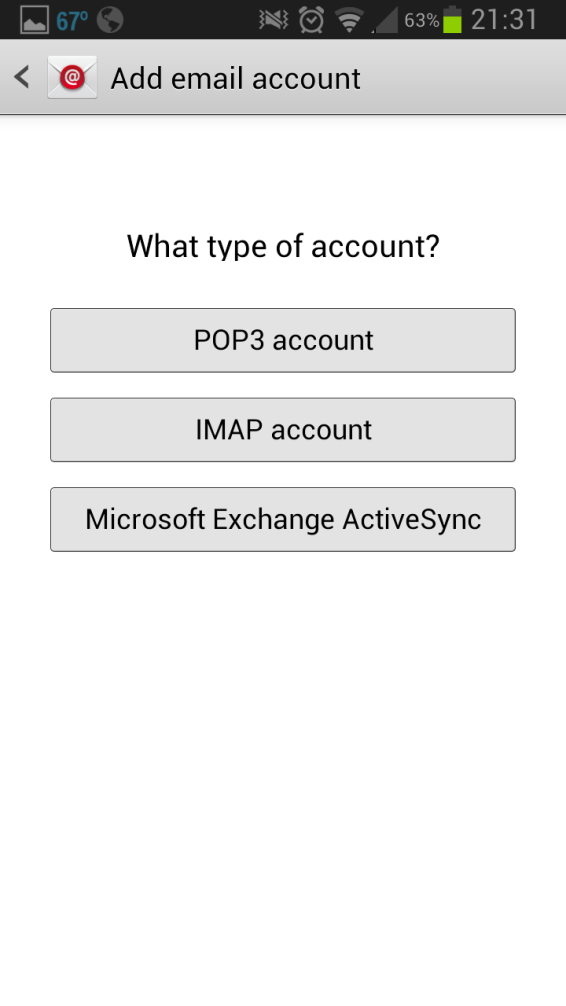 67° 63% 21:31
@ Add email account
What type of account?
POP3 account
IMAP account
Microsoft Exchange ActiveSync